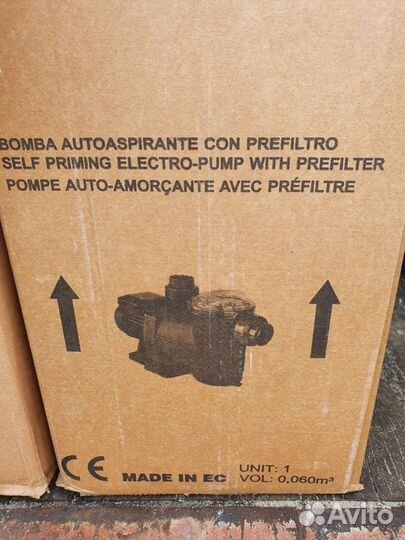 BOMBA AUTOASPIRANTE CON PREFILTRO
SELF PRIMING ELECTRO-PUMP WITH PREFILTER
POMPE AUTO-AMORÇANTE AVEC PRÉFILTRE
CE MADE IN EC
UNIT: 1
VOL: 0,060m³
Avito